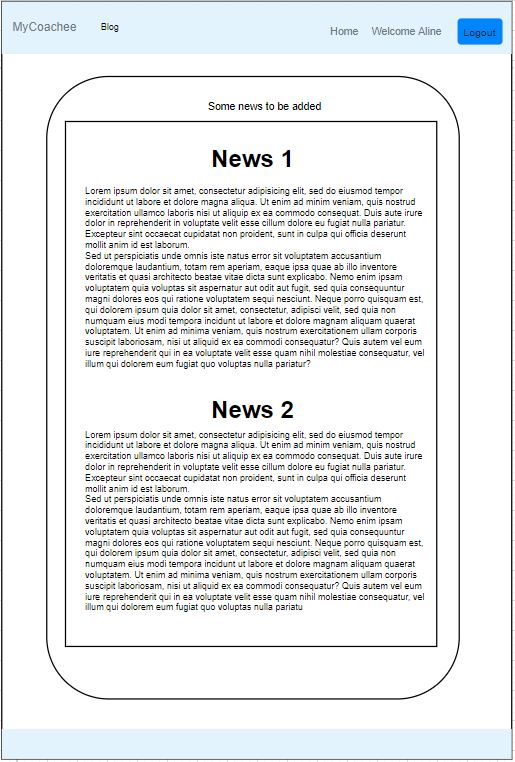 MyCoachee Blog Home Welcome Aline Logout
Some news to be added
News 1
Lorem ipsum dolor sit amet, consectetur adipisicing elit, sed do eiusmod tempor
incididunt ut labore et dolore magna aliqua. Ut enim ad minim veniam, quis nostrud
exercitation ullamco laboris nisi ut aliquip ex ea commodo consequat. Duis aute irure
dolor in reprehenderit in voluptate velit esse cillum dolore eu fugiat nulla pariatur.
Excepteur sint occaecat cupidatat non proident, sunt in culpa qui officia deserunt
mollit anim id est laborum.
Sed ut perspiciatis unde omnis iste natus error sit voluptatem accusantium
doloremque laudantium, totam rem aperiam, eaque ipsa quae ab illo inventore
veritatis et quasi architecto beatae vitae dicta sunt explicabo. Nemo enim ipsam
voluptatem quia voluptas sit aspernatur aut odit aut fugit, sed quia consequuntur
magni dolores eos qui ratione voluptatem sequi nesciunt. Neque porro quisquam est,
qui dolorem ipsum quia dolor sit amet, consectetur, adipisci velit, sed quia non
numquam eius modi tempora incidunt ut labore et dolore magnam aliquam quaerat
voluptatem. Ut enim ad minima veniam, quis nostrum exercitationem ullam corporis
suscipit laboriosam, nisi ut aliquid ex ea commodi consequatur? Quis autem vel eum
iure reprehenderit qui in ea voluptate velit esse quam nihil molestiae consequatur, vel
illum qui dolorem eum fugiat quo voluptas nulla pariatur?
News 2
Lorem ipsum dolor sit amet, consectetur adipisicing elit, sed do eiusmod tempor
incididunt ut labore et dolore magna aliqua. Ut enim ad minim veniam, quis nostrud
exercitation ullamco laboris nisi ut aliquip ex ea commodo consequat. Duis aute irure
dolor in reprehenderit in voluptate velit esse cillum dolore eu fugiat nulla pariatur.
Excepteur sint occaecat cupidatat non proident, sunt in culpa qui officia deserunt
mollit anim id est laborum.
Sed ut perspiciatis unde omnis iste natus error sit voluptatem accusantium
doloremque laudantium, totam rem aperiam, eaque ipsa quae ab illo inventore
veritatis et quasi architecto beatae vitae dicta sunt explicabo. Nemo enim ipsam
voluptatem quia voluptas sit aspernatur aut odit aut fugit, sed quia consequuntur
magni dolores eos qui ratione voluptatem sequi nesciunt. Neque porro quisquam est,
qui dolorem ipsum quia dolor sit amet, consectetur, adipisci velit, sed quia non
numquam eius modi tempora incidunt ut labore et dolore magnam aliquam quaerat
voluptatem. Ut enim ad minima veniam, quis nostrum exercitationem ullam corporis
suscipit laboriosam, nisi ut aliquid ex ea commodi consequatur? Quis autem vel eum
iure reprehenderit qui in ea voluptate velit esse quam nihil molestiae consequatur, vel
illum qui dolorem eum fugiat quo voluptas nulla pariatu